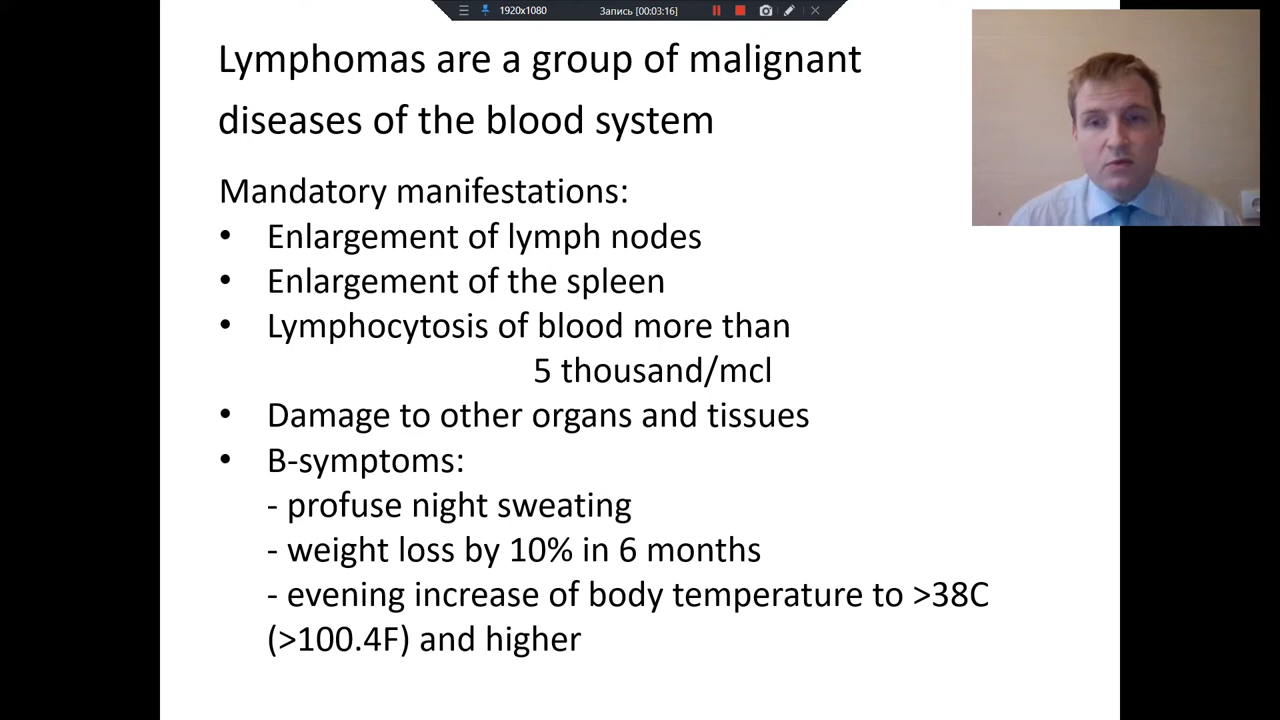 1920x1080
Запись [00:03:16]
Lymphomas are a group of malignant
diseases of the blood system
Mandatory manifestations:
• Enlargement of lymph nodes
• Enlargement of the spleen
• Lymphocytosis of blood more than
5 thousand/mcl
• Damage to other organs and tissues
• B-symptoms:
- profuse night sweating
- weight loss by 10% in 6 months
- evening increase of body temperature to >38C
(>100.4F) and higher